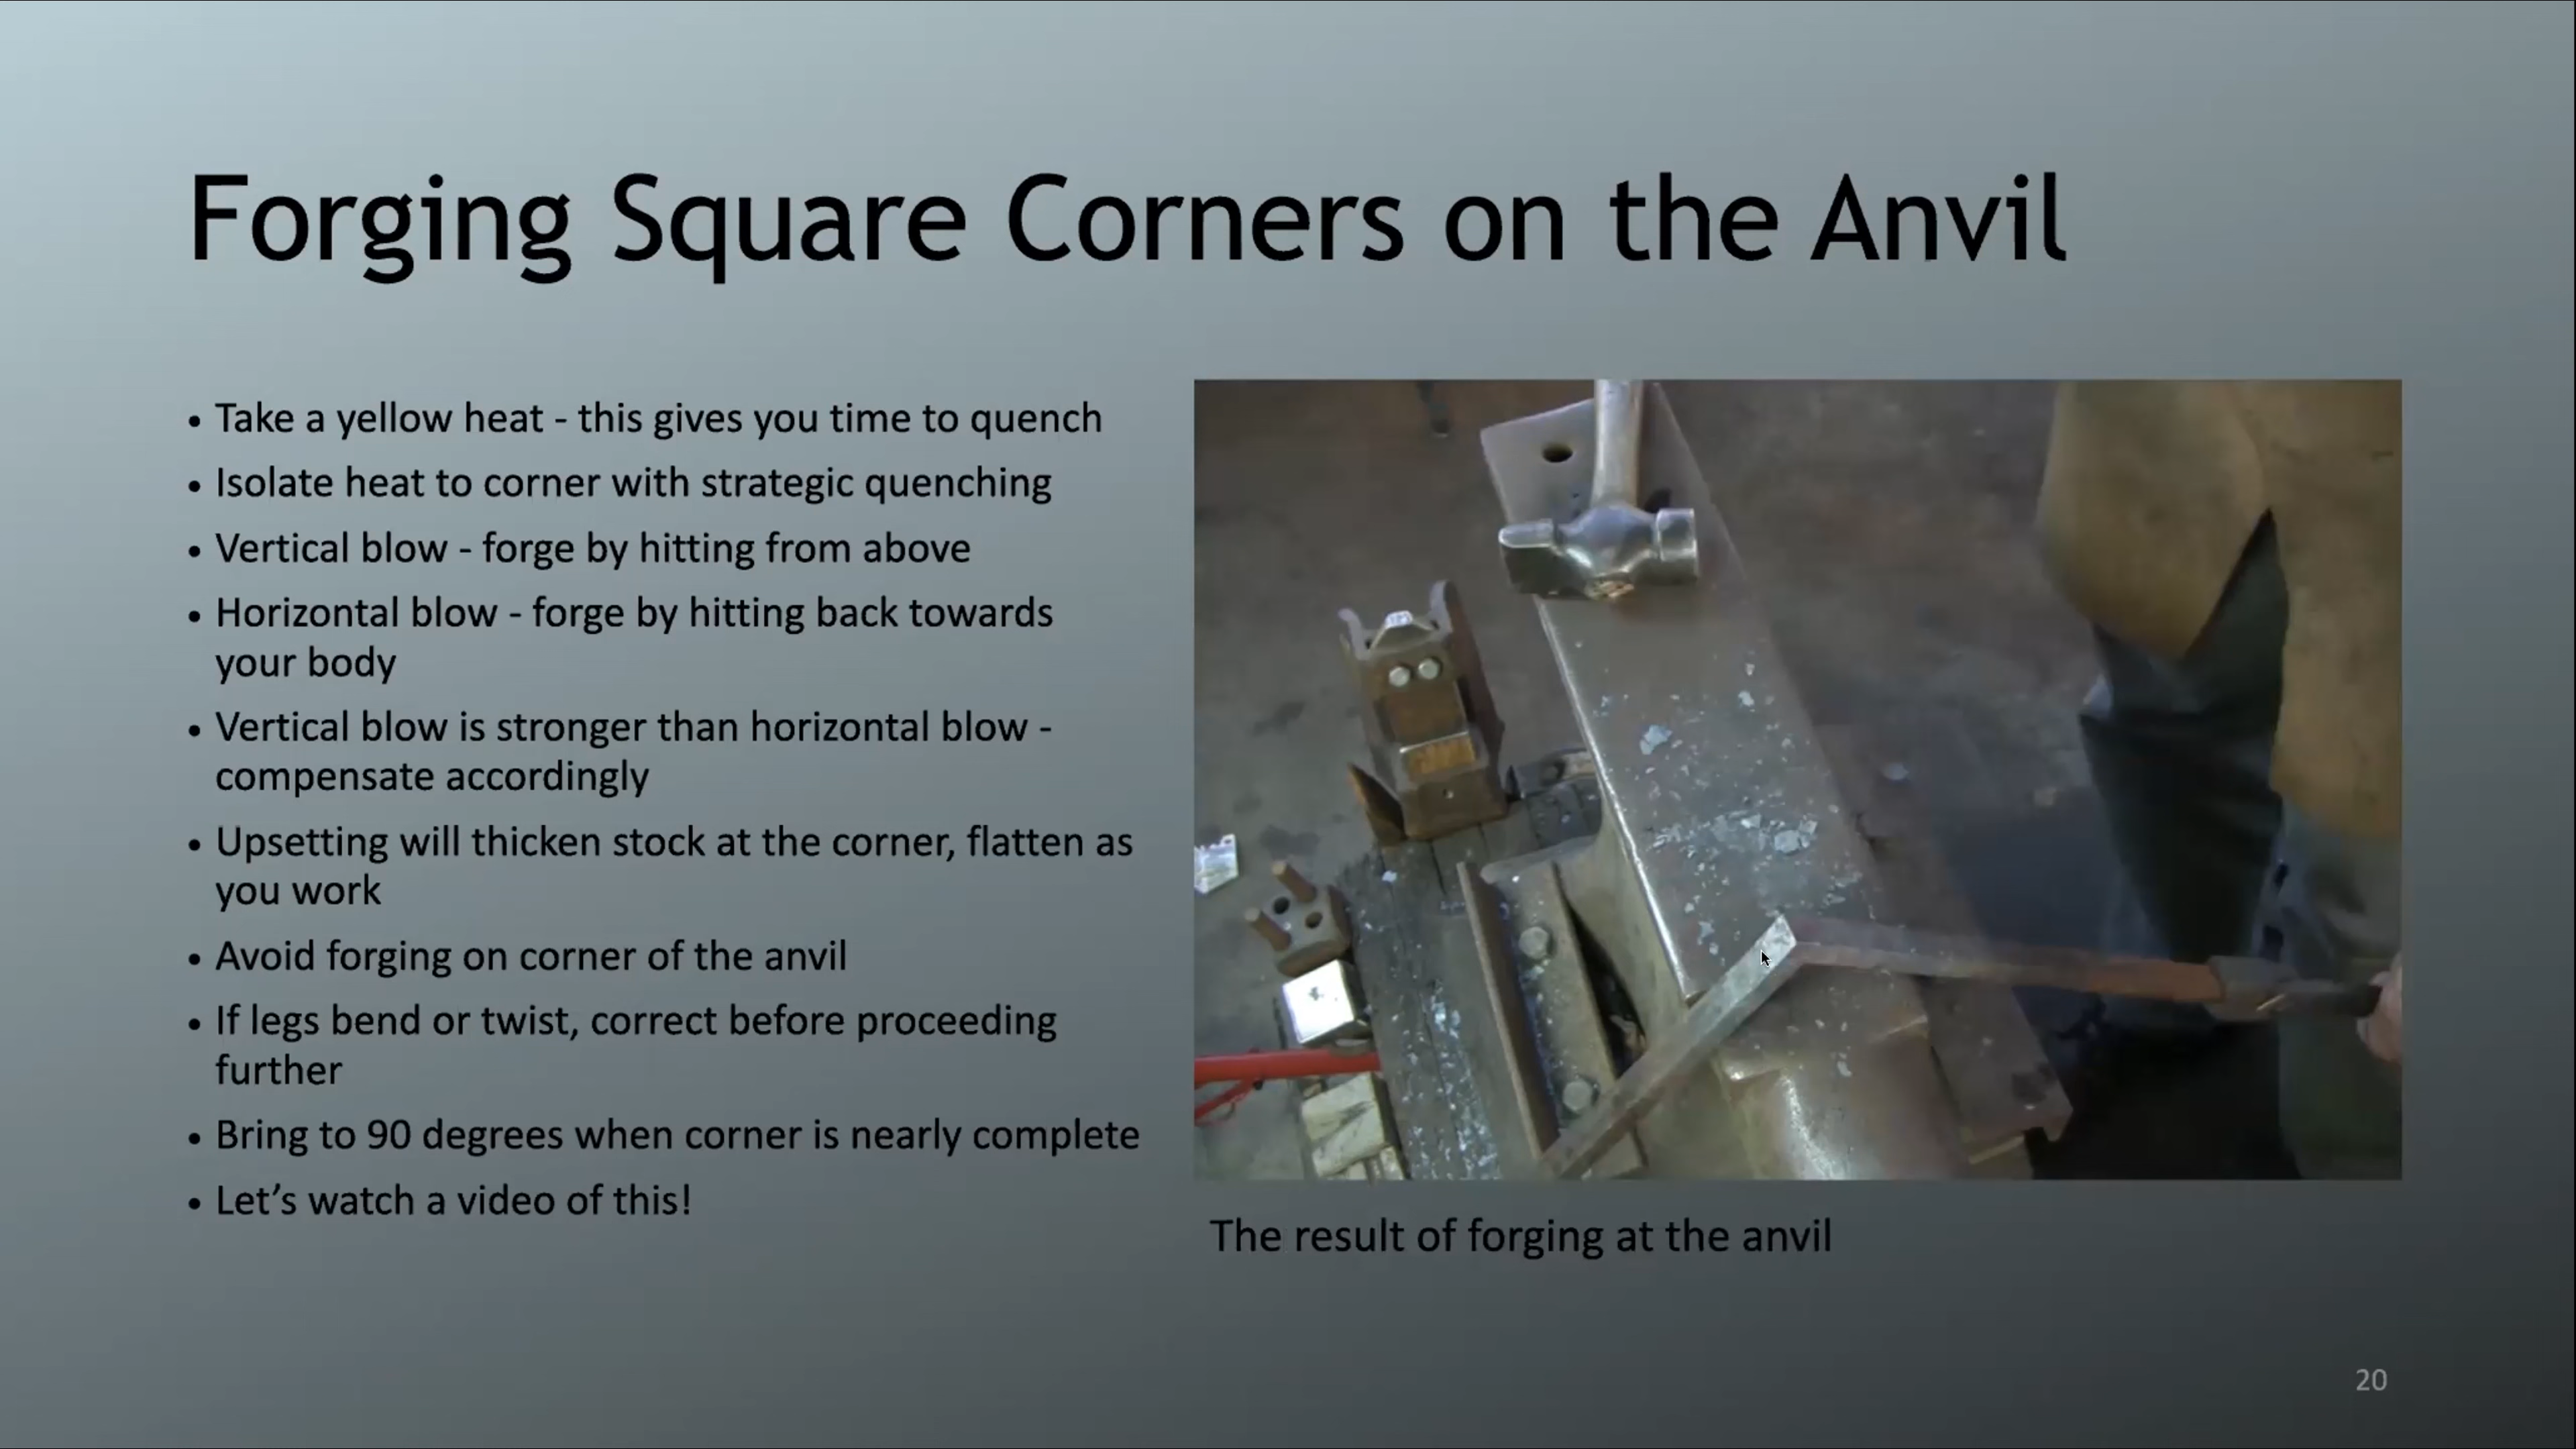 Forging Square Corners on the Anvil
• Take a yellow heat - this gives you time to quench
• Isolate heat to corner with strategic quenching
• Vertical blow - forge by hitting from above
• Horizontal blow - forge by hitting back towards
your body
• Vertical blow is stronger than horizontal blow -
compensate accordingly
• Upsetting will thicken stock at the corner, flatten as
you work
• Avoid forging on corner of the anvil
• If legs bend or twist, correct before proceeding
further
• Bring to 90 degrees when corner is nearly complete
• Let’s watch a video of this!
The result of forging at the anvil
20